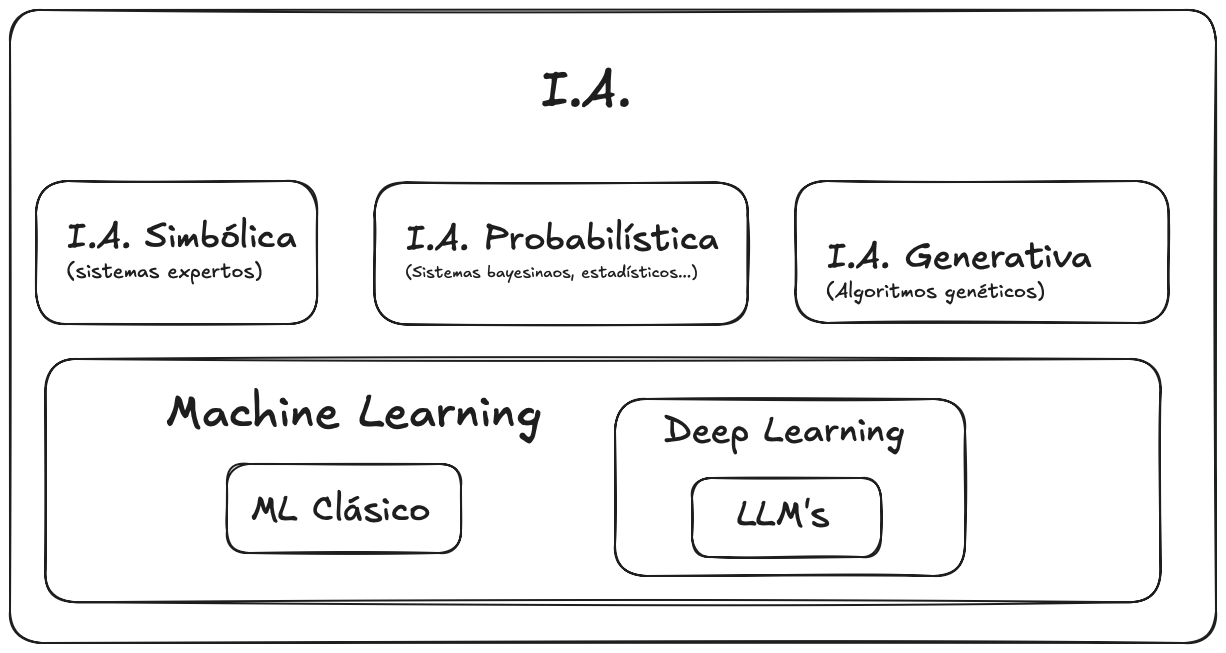 I.A.
I.A. Simbólica
(sistemas expertos)
I.A. Probabilística
(Sistemas bayesinaos, estadísticos...)
I.A. Generativa
(Algoritmos genéticos)
Machine Learning
ML Clásico
Deep Learning
LLM's